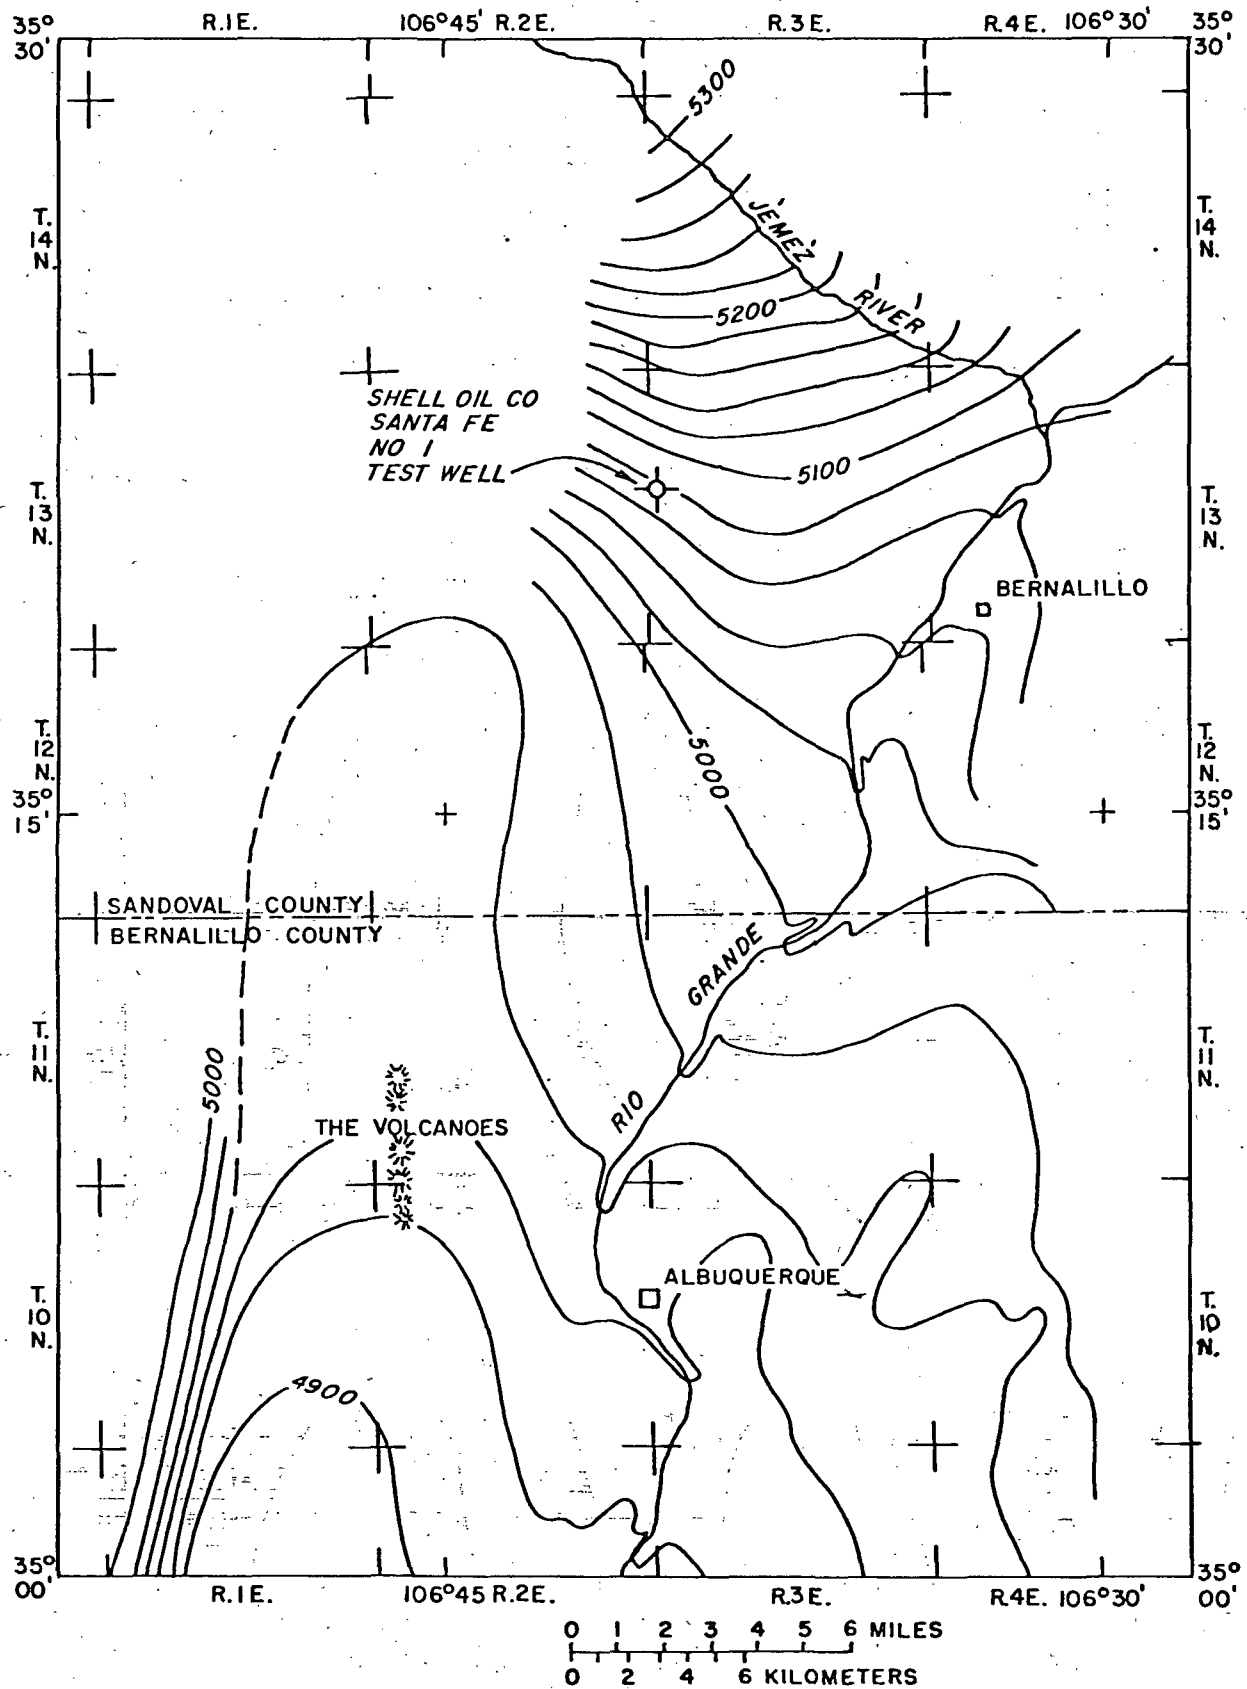 35° R.1E. 106°45' R.2E. R.3E. R.4E. 106°30' 35°
30' 30'
5300
T.
14
N.
JEMEZ
RIVER
T.
14
N.
5200
SHELL OIL CO
SANTA FE
NO 1
TEST WELL
5100
T.
13
N.
T.
13
N.
BERNALILLO
T.
12
N.
5000
T.
12
N.
35°
15'
35°
15'
SANDOVAL COUNTY
BERNALILLO COUNTY
GRANDE
RIO
T.
11
N.
5000
T.
11
N.
THE VOLCANOES
ALBUQUERQUE
T.
10
N.
T.
10
N.
4900
35°
00'
35°
00'
R.1E. 106°45' R.2E. R.3E. R.4E. 106°30'
0 1 2 3 4 5 6 MILES
0 2 4 6 KILOMETERS